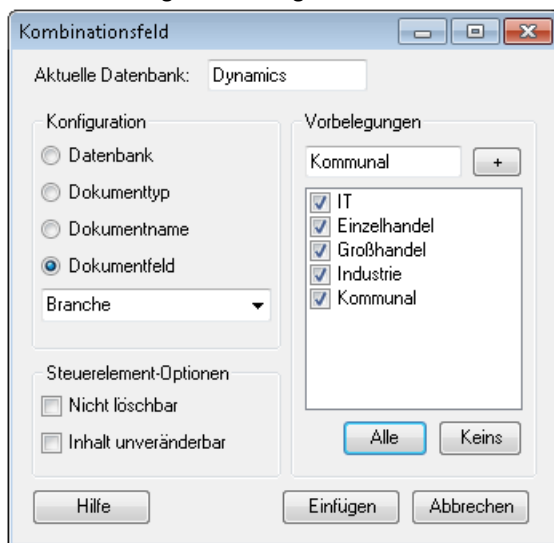 Kombinationsfeld
Aktuelle Datenbank: Dynamics
Konfiguration
Datenbank
Dokumenttyp
Dokumentname
Dokumentfeld
Branche
Steuerelement-Optionen
Nicht löschbar
Inhalt unveränderbar
Vorbelegungen
Kommunal +
IT
Einzelhandel
Großhandel
Industrie
Kommunal
Alle Keins
Hilfe Einfügen Abbrechen